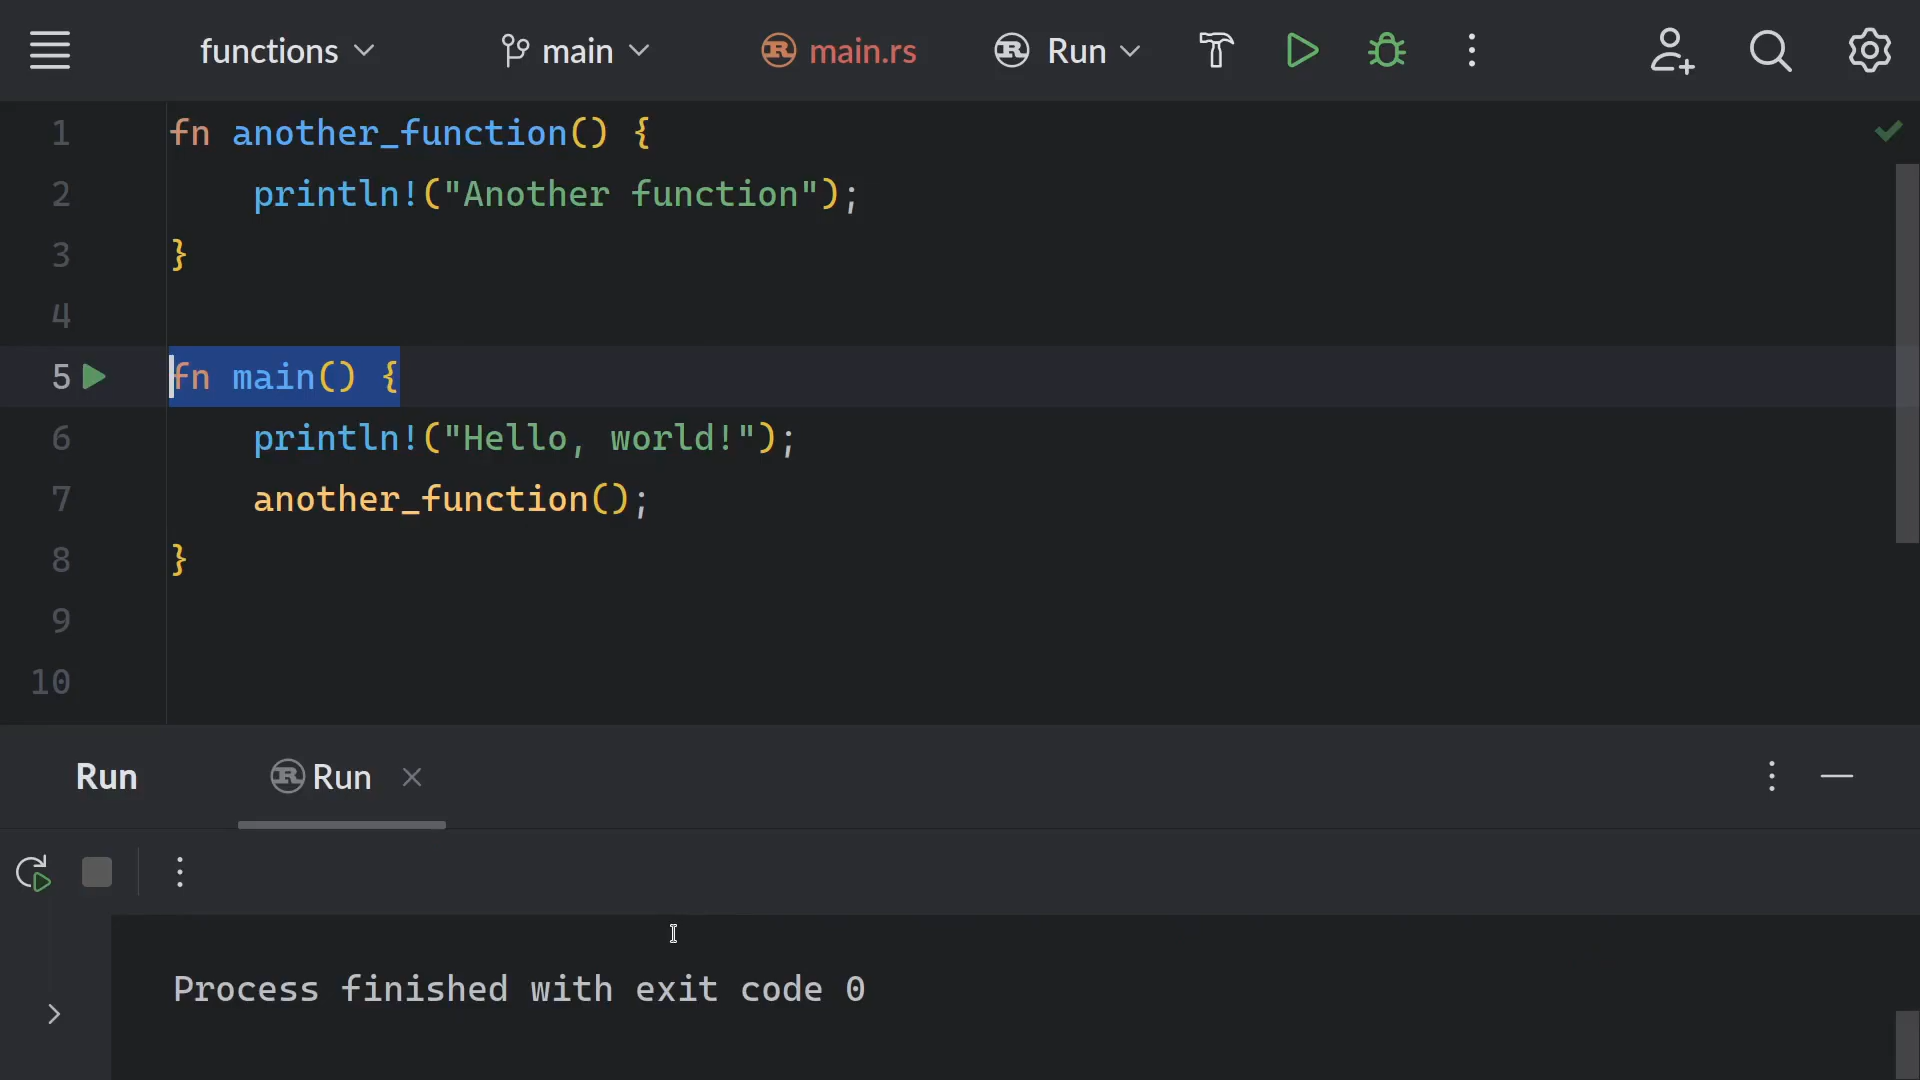 functions main main.rs Run
1 fn another_function() {
2 println!("Another function");
3 }
4
5 fn main() {
6 println!("Hello, world!");
7 another_function();
8 }
9
10
Run Run
Process finished with exit code 0